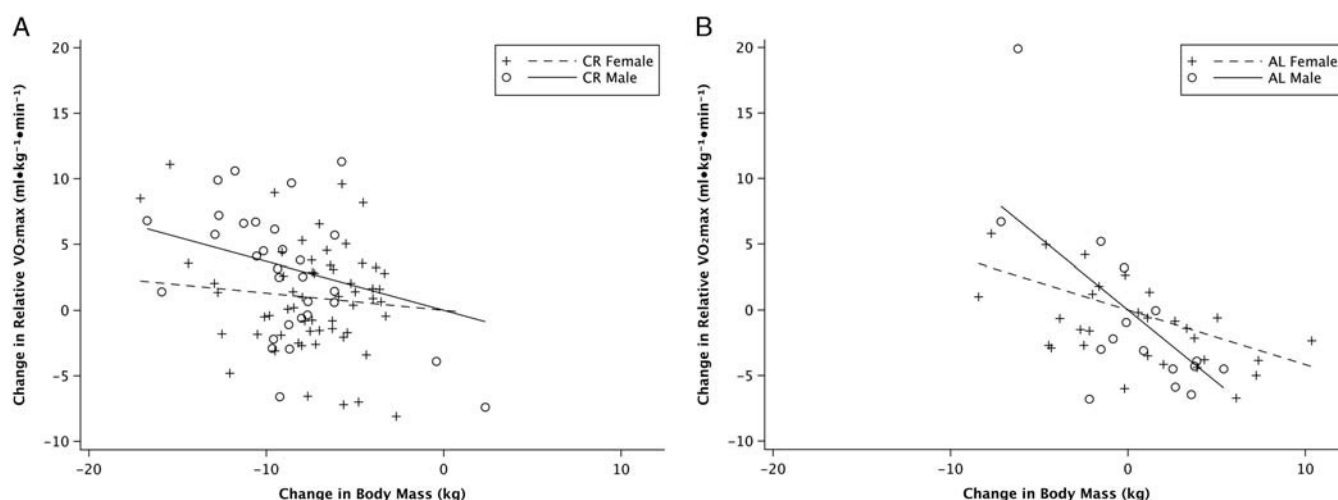 A
20
15
10
5
0
−5
−10
−20
−10
0
10
Change in Relative VO₂max (ml•kg⁻¹•min⁻¹)
Change in Body Mass (kg)
CR Female
CR Male
B
20
15
10
5
0
−5
−10
−20
−10
0
10
Change in Relative VO₂max (ml•kg⁻¹•min⁻¹)
Change in Body Mass (kg)
AL Female
AL Male